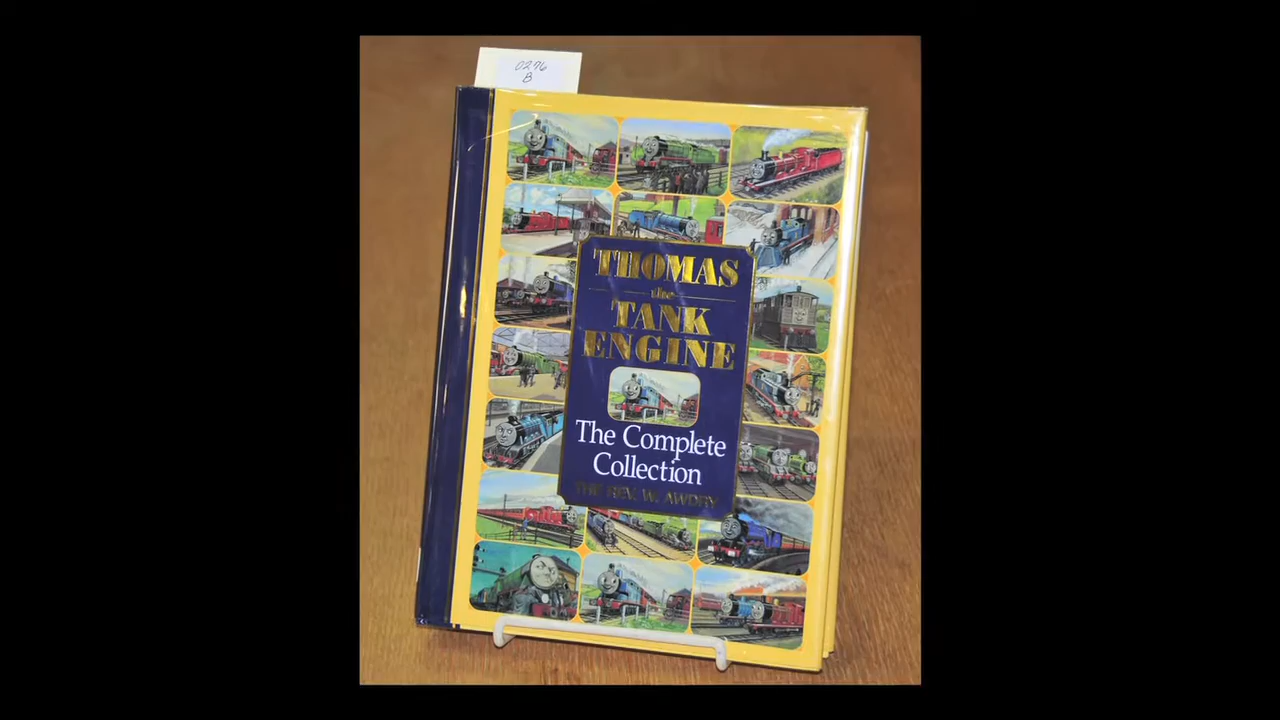 0276
B
THOMAS
the
TANK
ENGINE
The Complete
Collection
THE REV. W. AWDRY